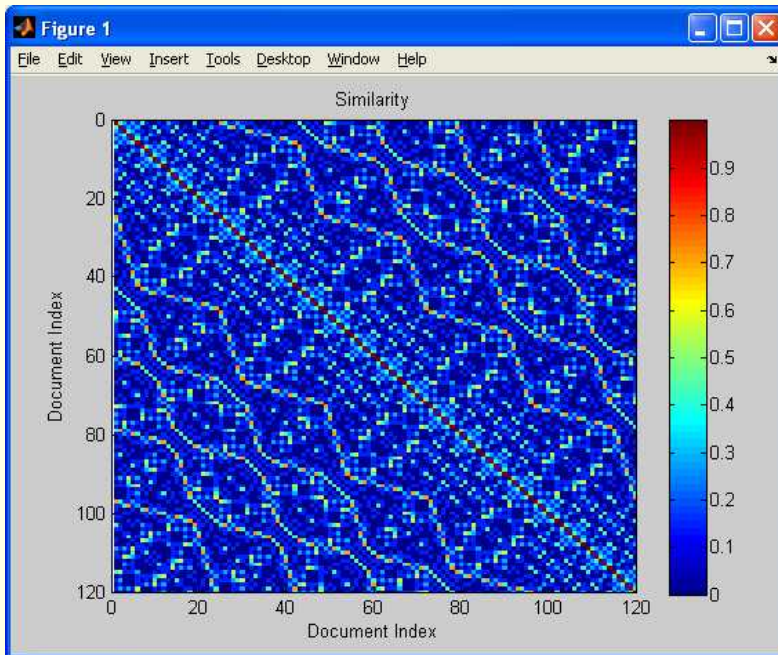 Figure 1
File Edit View Insert Tools Desktop Window Help
Similarity
0
20
40
60
80
100
120
Document Index
0 20 40 60 80 100 120
Document Index
0.9
0.8
0.7
0.6
0.5
0.4
0.3
0.2
0.1
0